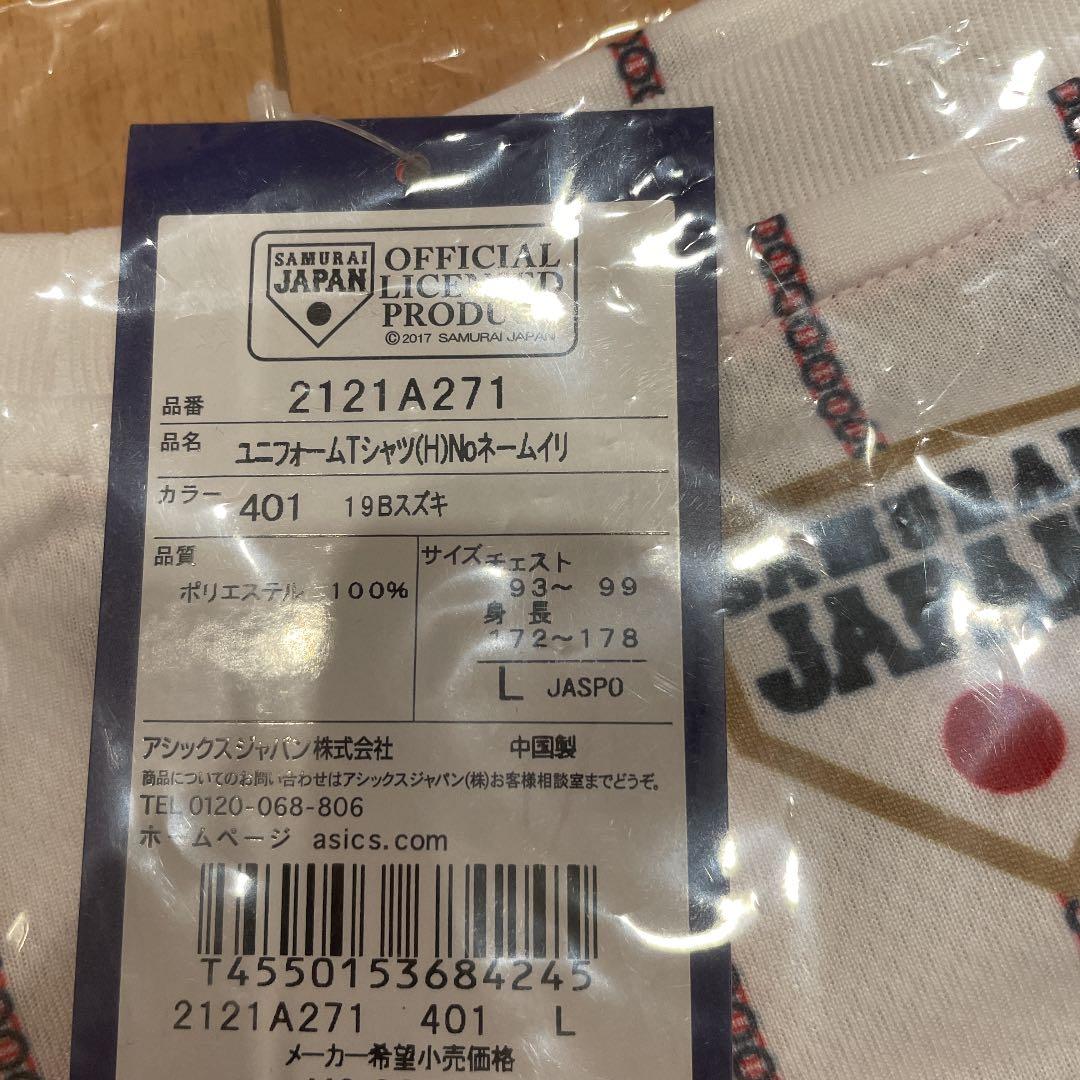 SAMURAI
JAPAN
OFFICIAL
LICENSED
PRODU
©2017 SAMURAI JAPAN
品番 2121A271
品名 ユニフォームTシャツ(H)Noネームイリ
カラー 401 19Bスズキ
品質
ポリエステル 100%
サイズ チェスト
93～ 99
身 長
172～178
L JASPO
アシックスジャパン株式会社 中国製
商品についてのお問い合わせはアシックスジャパン(株)お客様相談室までどうぞ。
TEL 0120-068-806
ホームページ asics.com
T4550153684245
2121A271 401 L
メーカー希望小売価格
SAMURAI
JAPAN